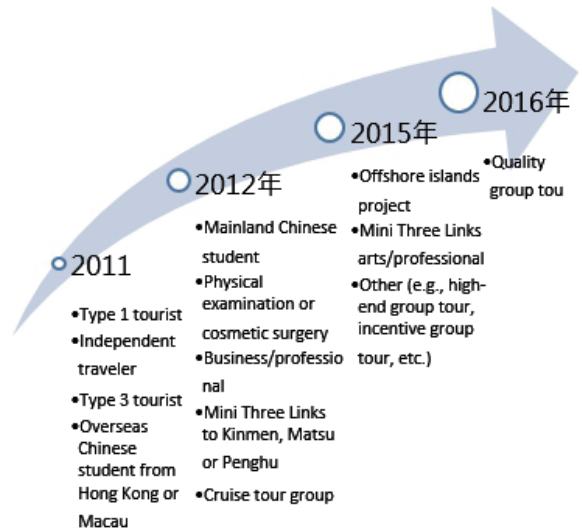 2011
•Type 1 tourist
•Independent
traveler
•Type 3 tourist
•Overseas
Chinese
student from
Hong Kong or
Macau
2012年
•Mainland Chinese
student
•Physical
examination or
cosmetic surgery
•Business/professio
nal
•Mini Three Links
to Kinmen, Matsu
or Penghu
•Cruise tour group
2015年
•Offshore islands
project
•Mini Three Links
arts/professional
•Other (e.g., high-
end group tour,
incentive group
tour, etc.)
2016年
•Quality
group tou